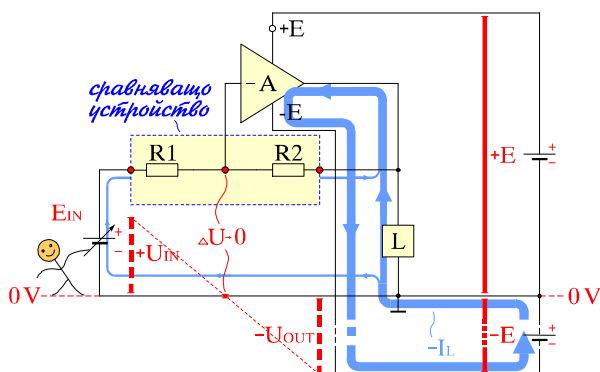 +E
сравняващо
устройство
− A
-E
R1 R2
+E
+
−
EIN
+
−
ΔU→0
+UIN
L
0 V
0 V
−UOUT
−IL
−E
+
−